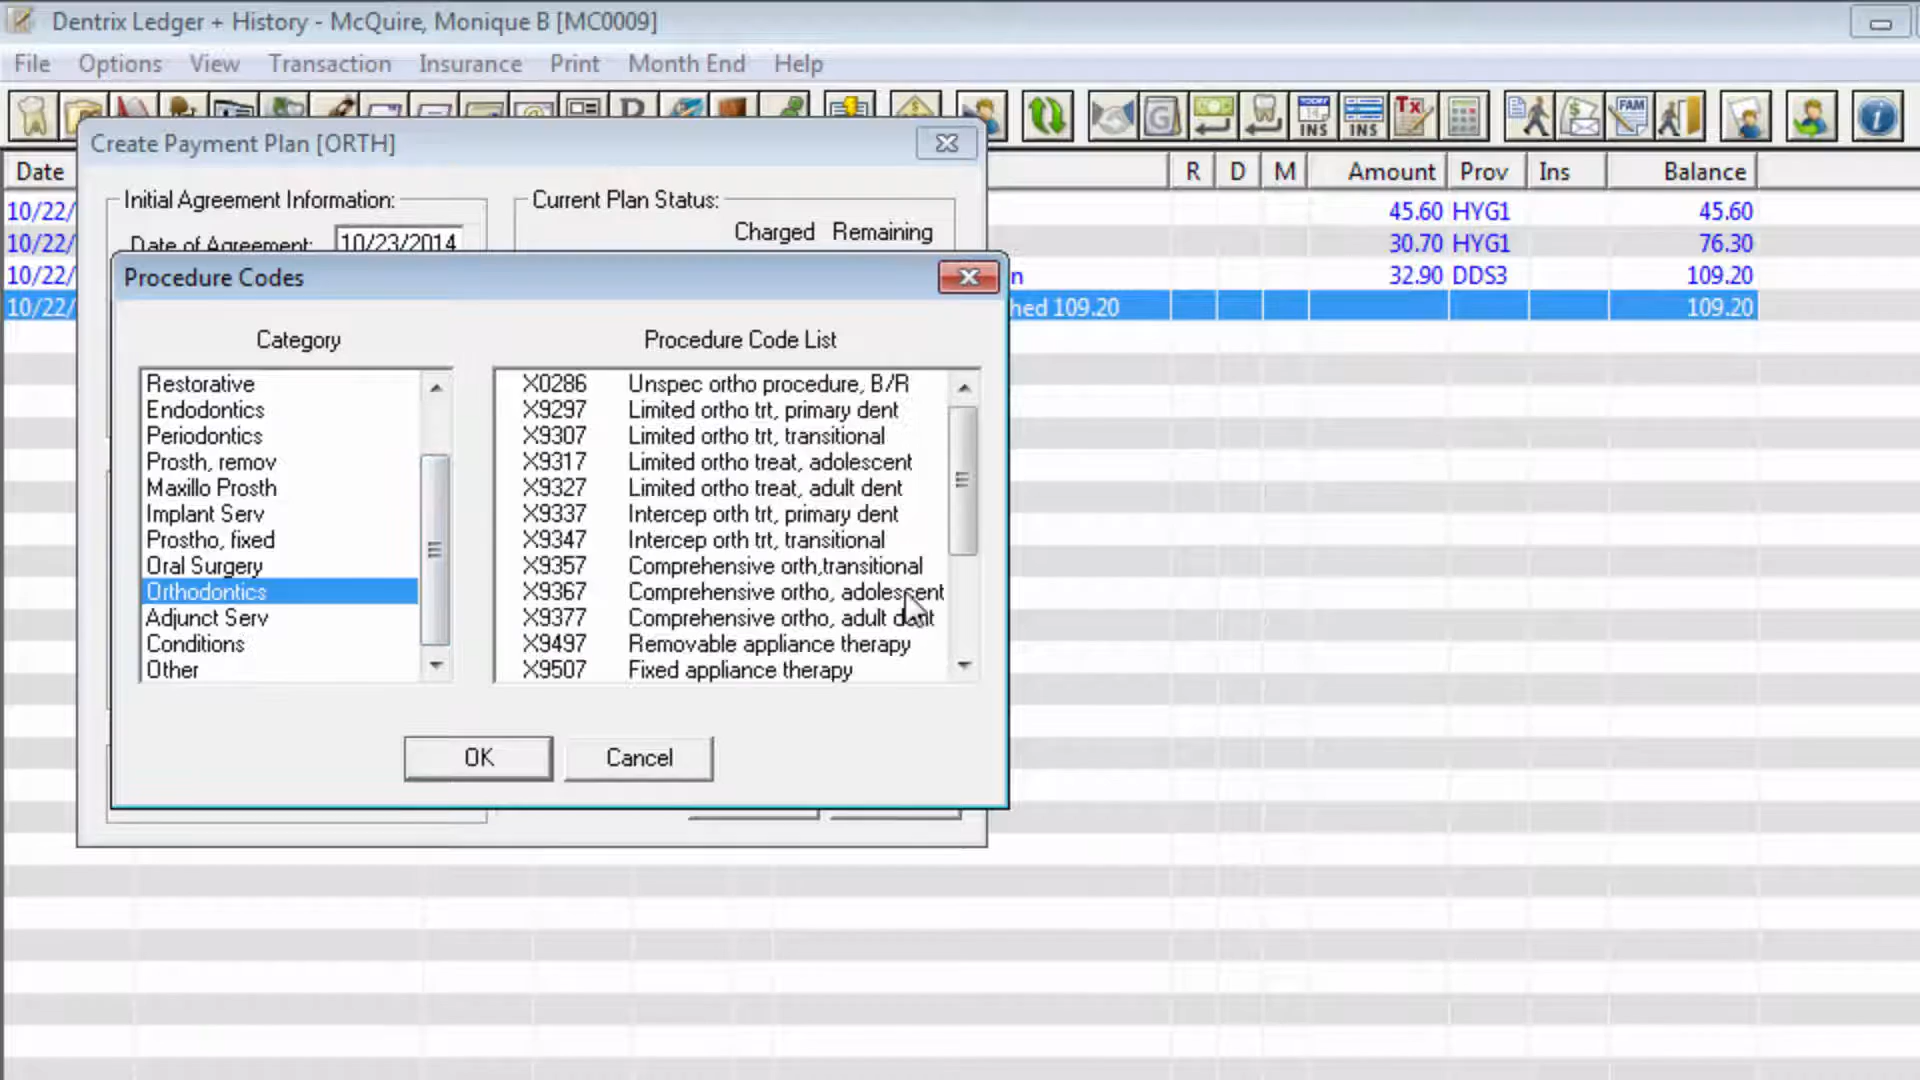 Dentrix Ledger + History - McQuire, Monique B [MC0009]
File Options View Transaction Insurance Print Month End Help
TODAY INS INS Tx FAM
Create Payment Plan [ORTH]
Date R D M Amount Prov Ins Balance
Initial Agreement Information: Current Plan Status:
10/22/ 45.60 HYG1 45.60
Charged Remaining
Date of Agreement: 10/23/2014
10/22/ 30.70 HYG1 76.30
10/22/ n 32.90 DDS3 109.20
10/22/ hed 109.20 109.20
Procedure Codes
Category Procedure Code List
Restorative
Endodontics
Periodontics
Prosth, remov
Maxillo Prosth
Implant Serv
Prostho, fixed
Oral Surgery
Orthodontics
Adjunct Serv
Conditions
Other
X0286 Unspec ortho procedure, B/R
X9297 Limited ortho trt, primary dent
X9307 Limited ortho trt, transitional
X9317 Limited ortho treat, adolescent
X9327 Limited ortho treat, adult dent
X9337 Intercep orth trt, primary dent
X9347 Intercep orth trt, transitional
X9357 Comprehensive orth,transitional
X9367 Comprehensive ortho, adolescent
X9377 Comprehensive ortho, adult dent
X9497 Removable appliance therapy
X9507 Fixed appliance therapy
OK Cancel